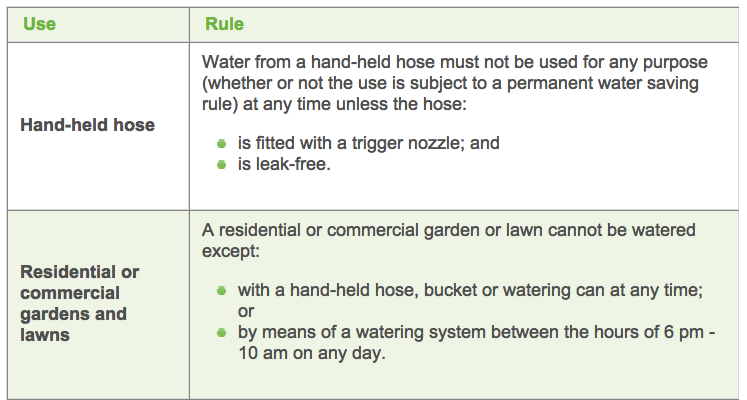 Use
Rule
Hand-held hose
Water from a hand-held hose must not be used for any purpose
(whether or not the use is subject to a permanent water saving
rule) at any time unless the hose:
is fitted with a trigger nozzle; and
is leak-free.
Residential or
commercial
gardens and
lawns
A residential or commercial garden or lawn cannot be watered
except:
with a hand-held hose, bucket or watering can at any time;
or
by means of a watering system between the hours of 6 pm -
10 am on any day.